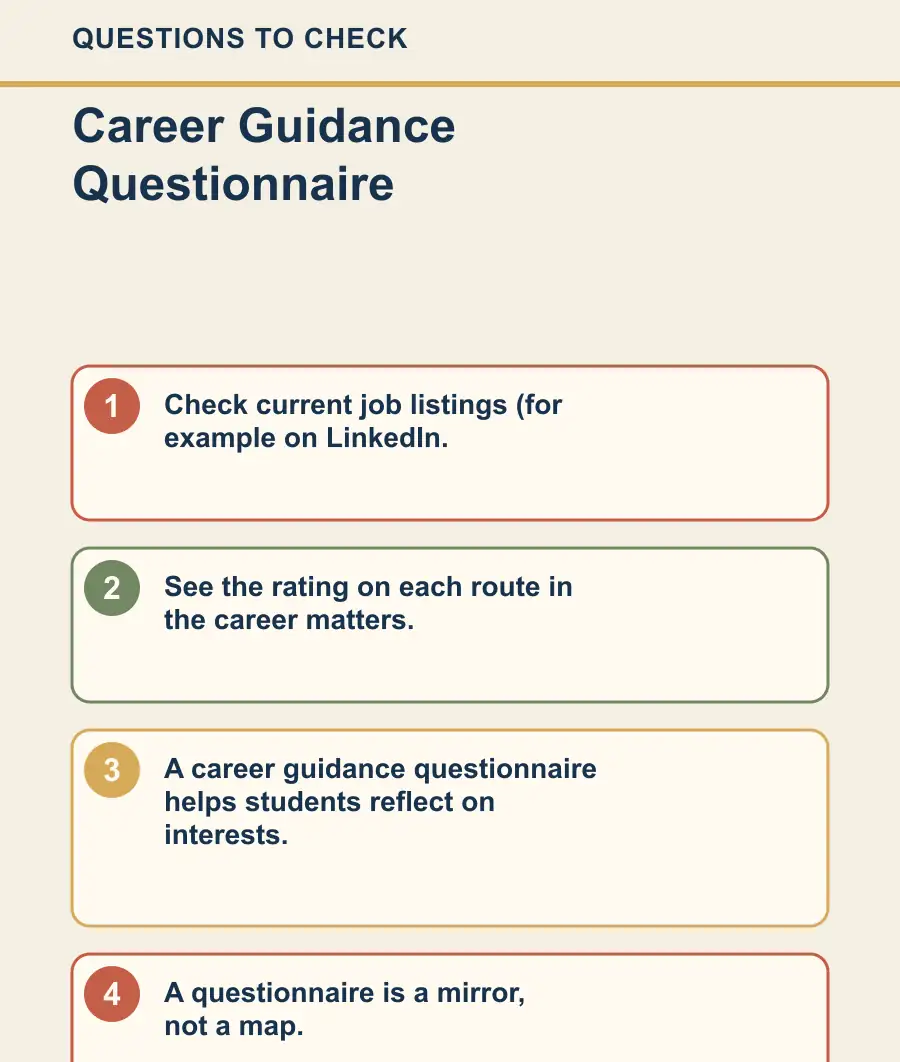 QUESTIONS TO CHECK
Career Guidance
Questionnaire
1
Check current job listings (for
example on LinkedIn.
2
See the rating on each route in
the career matters.
3
A career guidance questionnaire
helps students reflect on
interests.
4
A questionnaire is a mirror,
not a map.